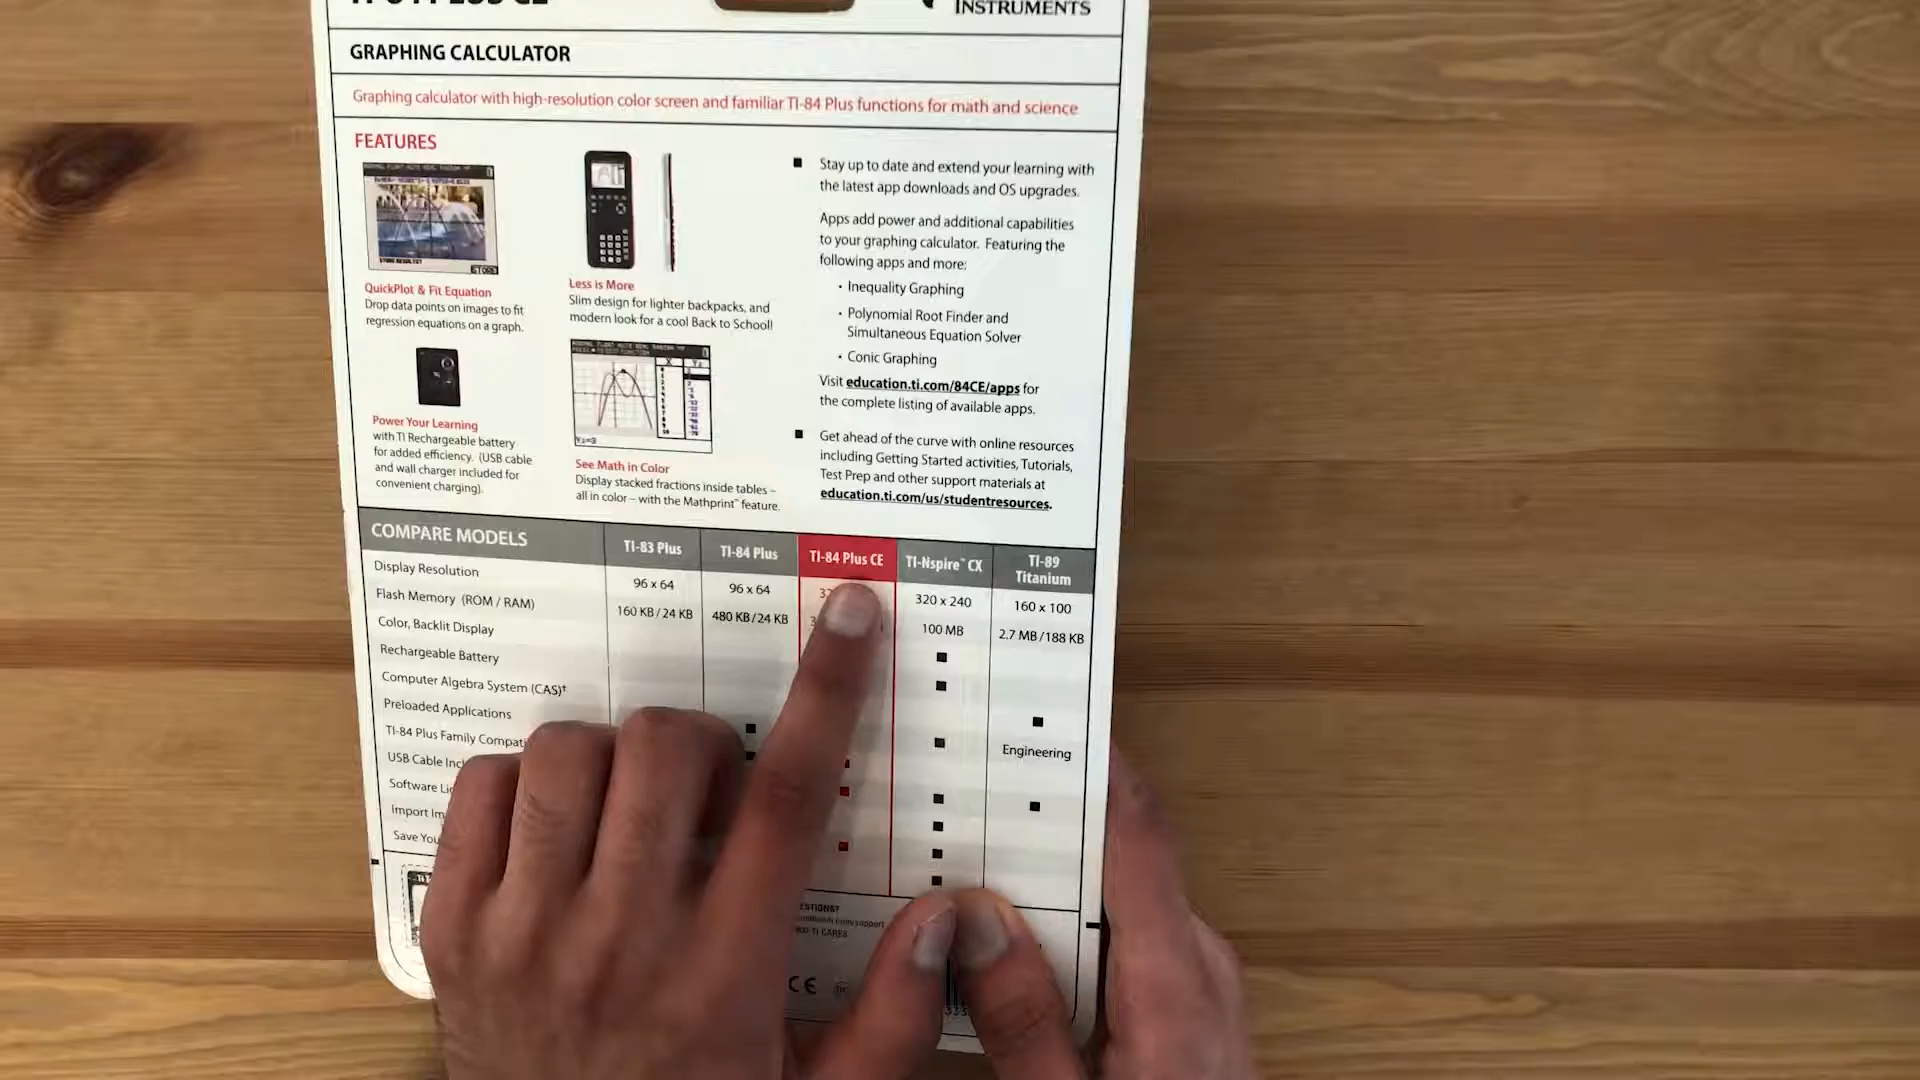 INSTRUMENTS
GRAPHING CALCULATOR
Graphing calculator with high-resolution color screen and familiar TI-84 Plus functions for math and science
FEATURES
QuickPlot & Fit Equation
Drop data points on images to fit
regression equations on a graph.
Less is More
Slim design for lighter backpacks, and
modern look for a cool Back to School!
Power Your Learning
with TI Rechargeable battery
for added efficiency. (USB cable
and wall charger included for
convenient charging).
See Math in Color
Display stacked fractions inside tables –
all in color – with the Mathprint™ feature.
■ Stay up to date and extend your learning with
the latest app downloads and OS upgrades.
Apps add power and additional capabilities
to your graphing calculator. Featuring the
following apps and more:
• Inequality Graphing
• Polynomial Root Finder and
Simultaneous Equation Solver
• Conic Graphing
Visit education.ti.com/84CE/apps for
the complete listing of available apps.
■ Get ahead of the curve with online resources
including Getting Started activities, Tutorials,
Test Prep and other support materials at
education.ti.com/us/studentresources.
COMPARE MODELS TI-83 Plus TI-84 Plus TI-84 Plus CE TI-Nspire™ CX TI-89 Titanium
Display Resolution 96 x 64 96 x 64 320 x 240 160 x 100
Flash Memory (ROM / RAM) 160 KB/24 KB 480 KB/24 KB 100 MB 2.7 MB/188 KB
Color, Backlit Display ■
Rechargeable Battery ■
Computer Algebra System (CAS)† ■
Preloaded Applications ■ ■ Engineering
TI-84 Plus Family
USB Cable
Software
Import
Save
CE